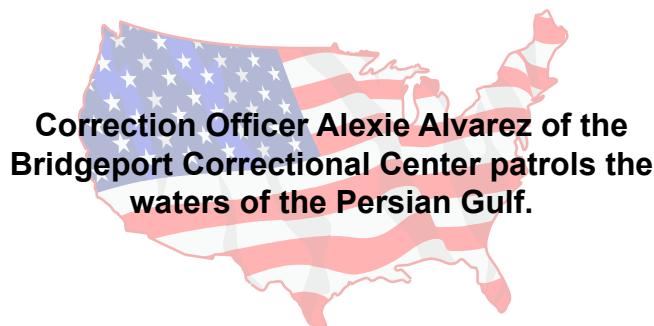 Correction Officer Alexie Alvarez of the
Bridgeport Correctional Center patrols the
waters of the Persian Gulf.